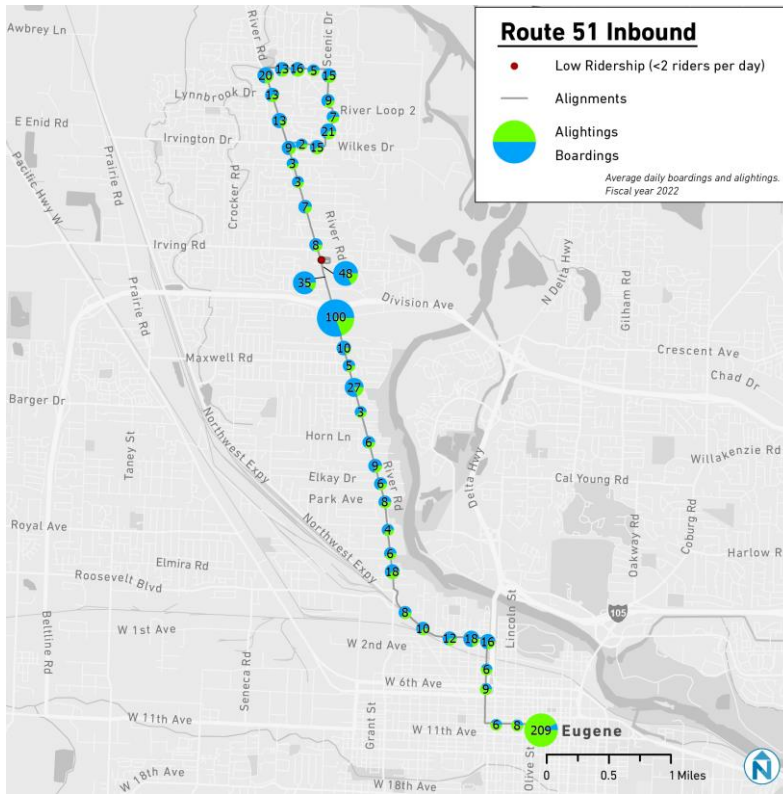 Route 51 Inbound
Low Ridership (<2 riders per day)
Alignments
Alightings
Boardings
Average daily boardings and alightings.
Fiscal year 2022
Awbrey Ln
River Rd
Scenic Dr
20
13
16
5
15
Lynnbrook Dr
13
9
River Loop 2
7
E Enid Rd
13
21
Irvington Dr
9
2
15
Wilkes Dr
3
Prairie Rd
Pacific Hwy W
Crocker Rd
3
7
River Rd
Irving Rd
8
N Delta Hwy
Gilham Rd
35
48
Prairie Rd
Division Ave
100
Maxwell Rd
10
Crescent Ave
5
Chad Dr
Barger Dr
27
3
Northwest Expy
Taney St
Horn Ln
6
Delta Hwy
Willakenzie Rd
9
Elkay Dr
6
River Rd
Cal Young Rd
Park Ave
8
Royal Ave
4
Northwest Expy
Oakway Rd
Coburg Rd
6
Harlow R
Elmira Rd
18
Roosevelt Blvd
Beltline Rd
8
Lincoln St
105
W 1st Ave
10
12
18
16
W 2nd Ave
Seneca Rd
6
W 6th Ave
9
W 11th Ave
Grant St
W 11th Ave
6
8
209
Eugene
Olive St
W 18th Ave
W 18th Ave
0
0.5
1 Miles
N